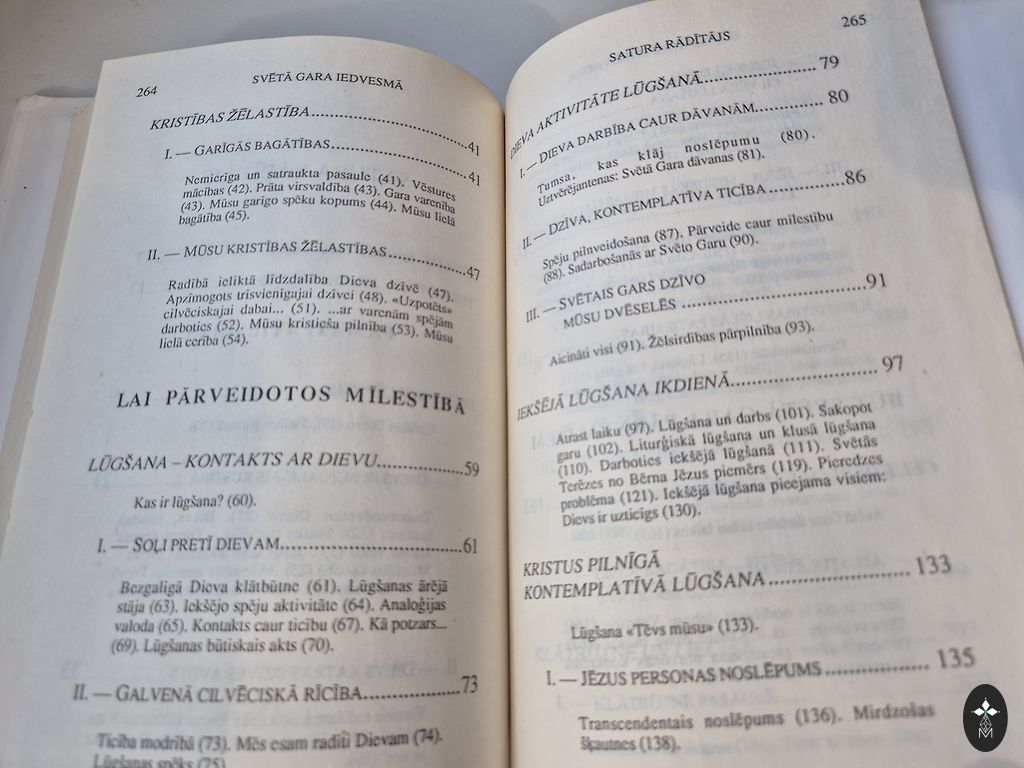 264
SVĒTĀ GARA IEDVESMĀ
KRISTĪBAS ŽĒLASTĪBA.................................41
I. — GARĪGĀS BAGĀTĪBAS..............................41
Nemierīga un satraukta pasaule (41). Vēstures
mācības (42). Prāta virsvaldība (43). Gara varenība
(43). Mūsu garīgo spēku kopums (44). Mūsu lielā
bagātība (45).
II. — MŪSU KRISTĪBAS ŽĒLASTĪBAS................47
Radībā ieliktā līdzdalība Dieva dzīvē (47).
Apzīmogots trīsvienīgajai dzīvei (48). «Uzpotēts»
cilvēciskajai dabai... (51). ...ar varenām spējām
darboties (52). Mūsu kristieša pilnība (53). Mūsu
lielā cerība (54).
LAI PĀRVEIDOTOS MĪLESTĪBĀ
LŪGŠANA – KONTAKTS AR DIEVU................59
Kas ir lūgšana? (60).
I. — SOĻI PRETĪ DIEVAM..................................61
Bezgalīgā Dieva klātbūtne (61). Lūgšanas ārējā
stāja (63). Iekšējo spēju aktivitāte (64). Analoģijas
valoda (65). Kontakts caur ticību (67). Kā potzars...
(69). Lūgšanas būtiskais akts (70).
II. — GALVENĀ CILVĒCISKĀ RĪCĪBA..................73
Ticība modrībā (73). Mēs esam radīti Dievam (74).
Lūgšanas spēks (75).
265
SATURA RĀDĪTĀJS
DIEVA AKTIVITĀTE LŪGŠANĀ.....................79
I. — DIEVA DARBĪBA CAUR DĀVANĀM............. 80
Tumsa, kas klāj noslēpumu (80).
Uztvērējantenas: Svētā Gara dāvanas (81).
II. — DZĪVA, KONTEMPLATĪVA TICĪBA...............86
Spēju pilnveidošana (87). Pārveide caur mīlestību
(88). Sadarbošanās ar Svēto Garu (90).
III. — SVĒTAIS GARS DZĪVO
MŪSU DVĒSELĒS ..............................91
Aicināti visi (91). Žēlsirdības pārpilnība (93).
IEKŠĒJĀ LŪGŠANA IKDIENĀ...................... 97
Atrast laiku (97). Lūgšana un darbs (101). Sakopot
garu (102). Liturģiskā lūgšana un klusā lūgšana
(110). Darboties iekšējā lūgšanā (111). Svētās
Terēzes no Bērna Jēzus piemērs (119). Pieredzes
problēma (121). Iekšējā lūgšana pieejama visiem:
Dievs ir uzticīgs (130).
KRISTUS PILNĪGĀ
KONTEMPLATĪVĀ LŪGŠANA.................... 133
Lūgšana «Tēvs mūsu» (133).
I. — JĒZUS PERSONAS NOSLĒPUMS................ 135
Transcendentais noslēpums (136). Mirdzošas
šķautnes (138).